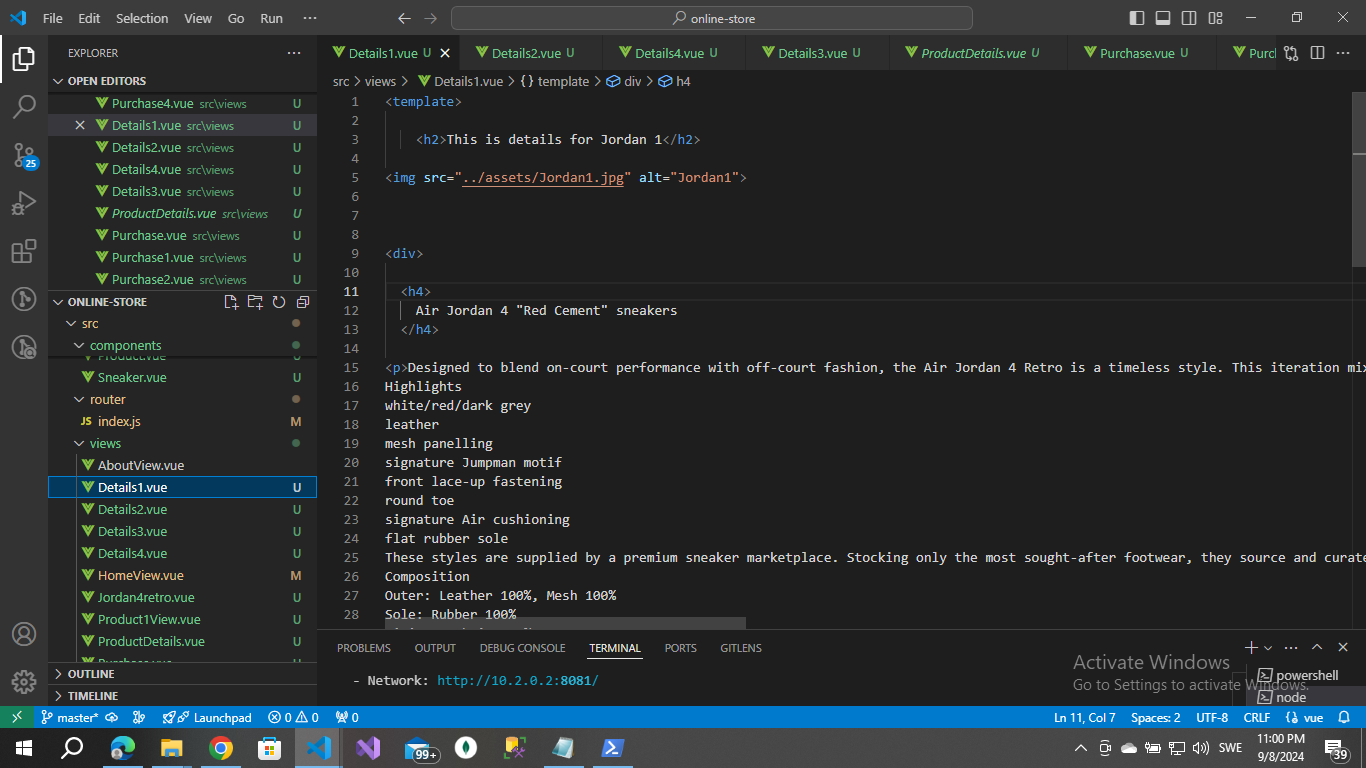 File Edit Selection View Go Run ··· online-store
EXPLORER ···
OPEN EDITORS
Purchase4.vue src\views U
Details1.vue src\views U
Details2.vue src\views U
Details4.vue src\views U
Details3.vue src\views U
ProductDetails.vue src\views U
Purchase.vue src\views U
Purchase1.vue src\views U
Purchase2.vue src\views U
ONLINE-STORE
src
components
Product.vue U
Sneaker.vue U
router
JS index.js M
views
AboutView.vue
Details1.vue U
Details2.vue U
Details3.vue U
Details4.vue U
HomeView.vue M
Jordan4retro.vue U
Product1View.vue U
ProductDetails.vue U
Purchase.vue U
OUTLINE
TIMELINE
25
Details1.vue U Details2.vue U Details4.vue U Details3.vue U ProductDetails.vue U Purchase.vue U Purc
src > views > Details1.vue > {} template > div > h4
1 <template>
2
3 <h2>This is details for Jordan 1</h2>
4
5 <img src="../assets/Jordan1.jpg" alt="Jordan1">
6
7
8
9 <div>
10
11 <h4>
12 Air Jordan 4 "Red Cement" sneakers
13 </h4>
14
15 <p>Designed to blend on-court performance with off-court fashion, the Air Jordan 4 Retro is a timeless style. This iteration mix
16 Highlights
17 white/red/dark grey
18 leather
19 mesh panelling
20 signature Jumpman motif
21 front lace-up fastening
22 round toe
23 signature Air cushioning
24 flat rubber sole
25 These styles are supplied by a premium sneaker marketplace. Stocking only the most sought-after footwear, they source and curate
26 Composition
27 Outer: Leather 100%, Mesh 100%
28 Sole: Rubber 100%
PROBLEMS OUTPUT DEBUG CONSOLE TERMINAL PORTS GITLENS
- Network: http://10.2.0.2:8081/
powershell
node
Activate Windows
Go to Settings to activate Windows.
master* Launchpad 0 0 0 Ln 11, Col 7 Spaces: 2 UTF-8 CRLF {} vue
99+ SWE 11:00 PM
9/8/2024
39